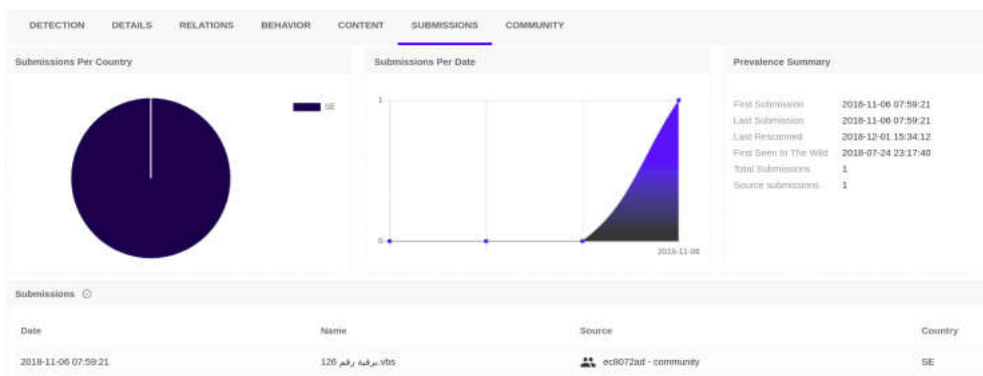 DETECTION DETAILS RELATIONS BEHAVIOR CONTENT SUBMISSIONS COMMUNITY
Submissions Per Country
SE
Submissions Per Date
1
0
2018-11-06
Prevalence Summary
First Submission 2018-11-06 07:59:21
Last Submission 2018-11-06 07:59:21
Last Rescanned 2018-12-01 15:34:12
First Seen In The Wild 2018-07-24 23:17:40
Total Submissions 1
Source submissions 1
Submissions
Date Name Source Country
2018-11-06 07:59:21 برقية رقم 126.vbs ec8072ad - community SE